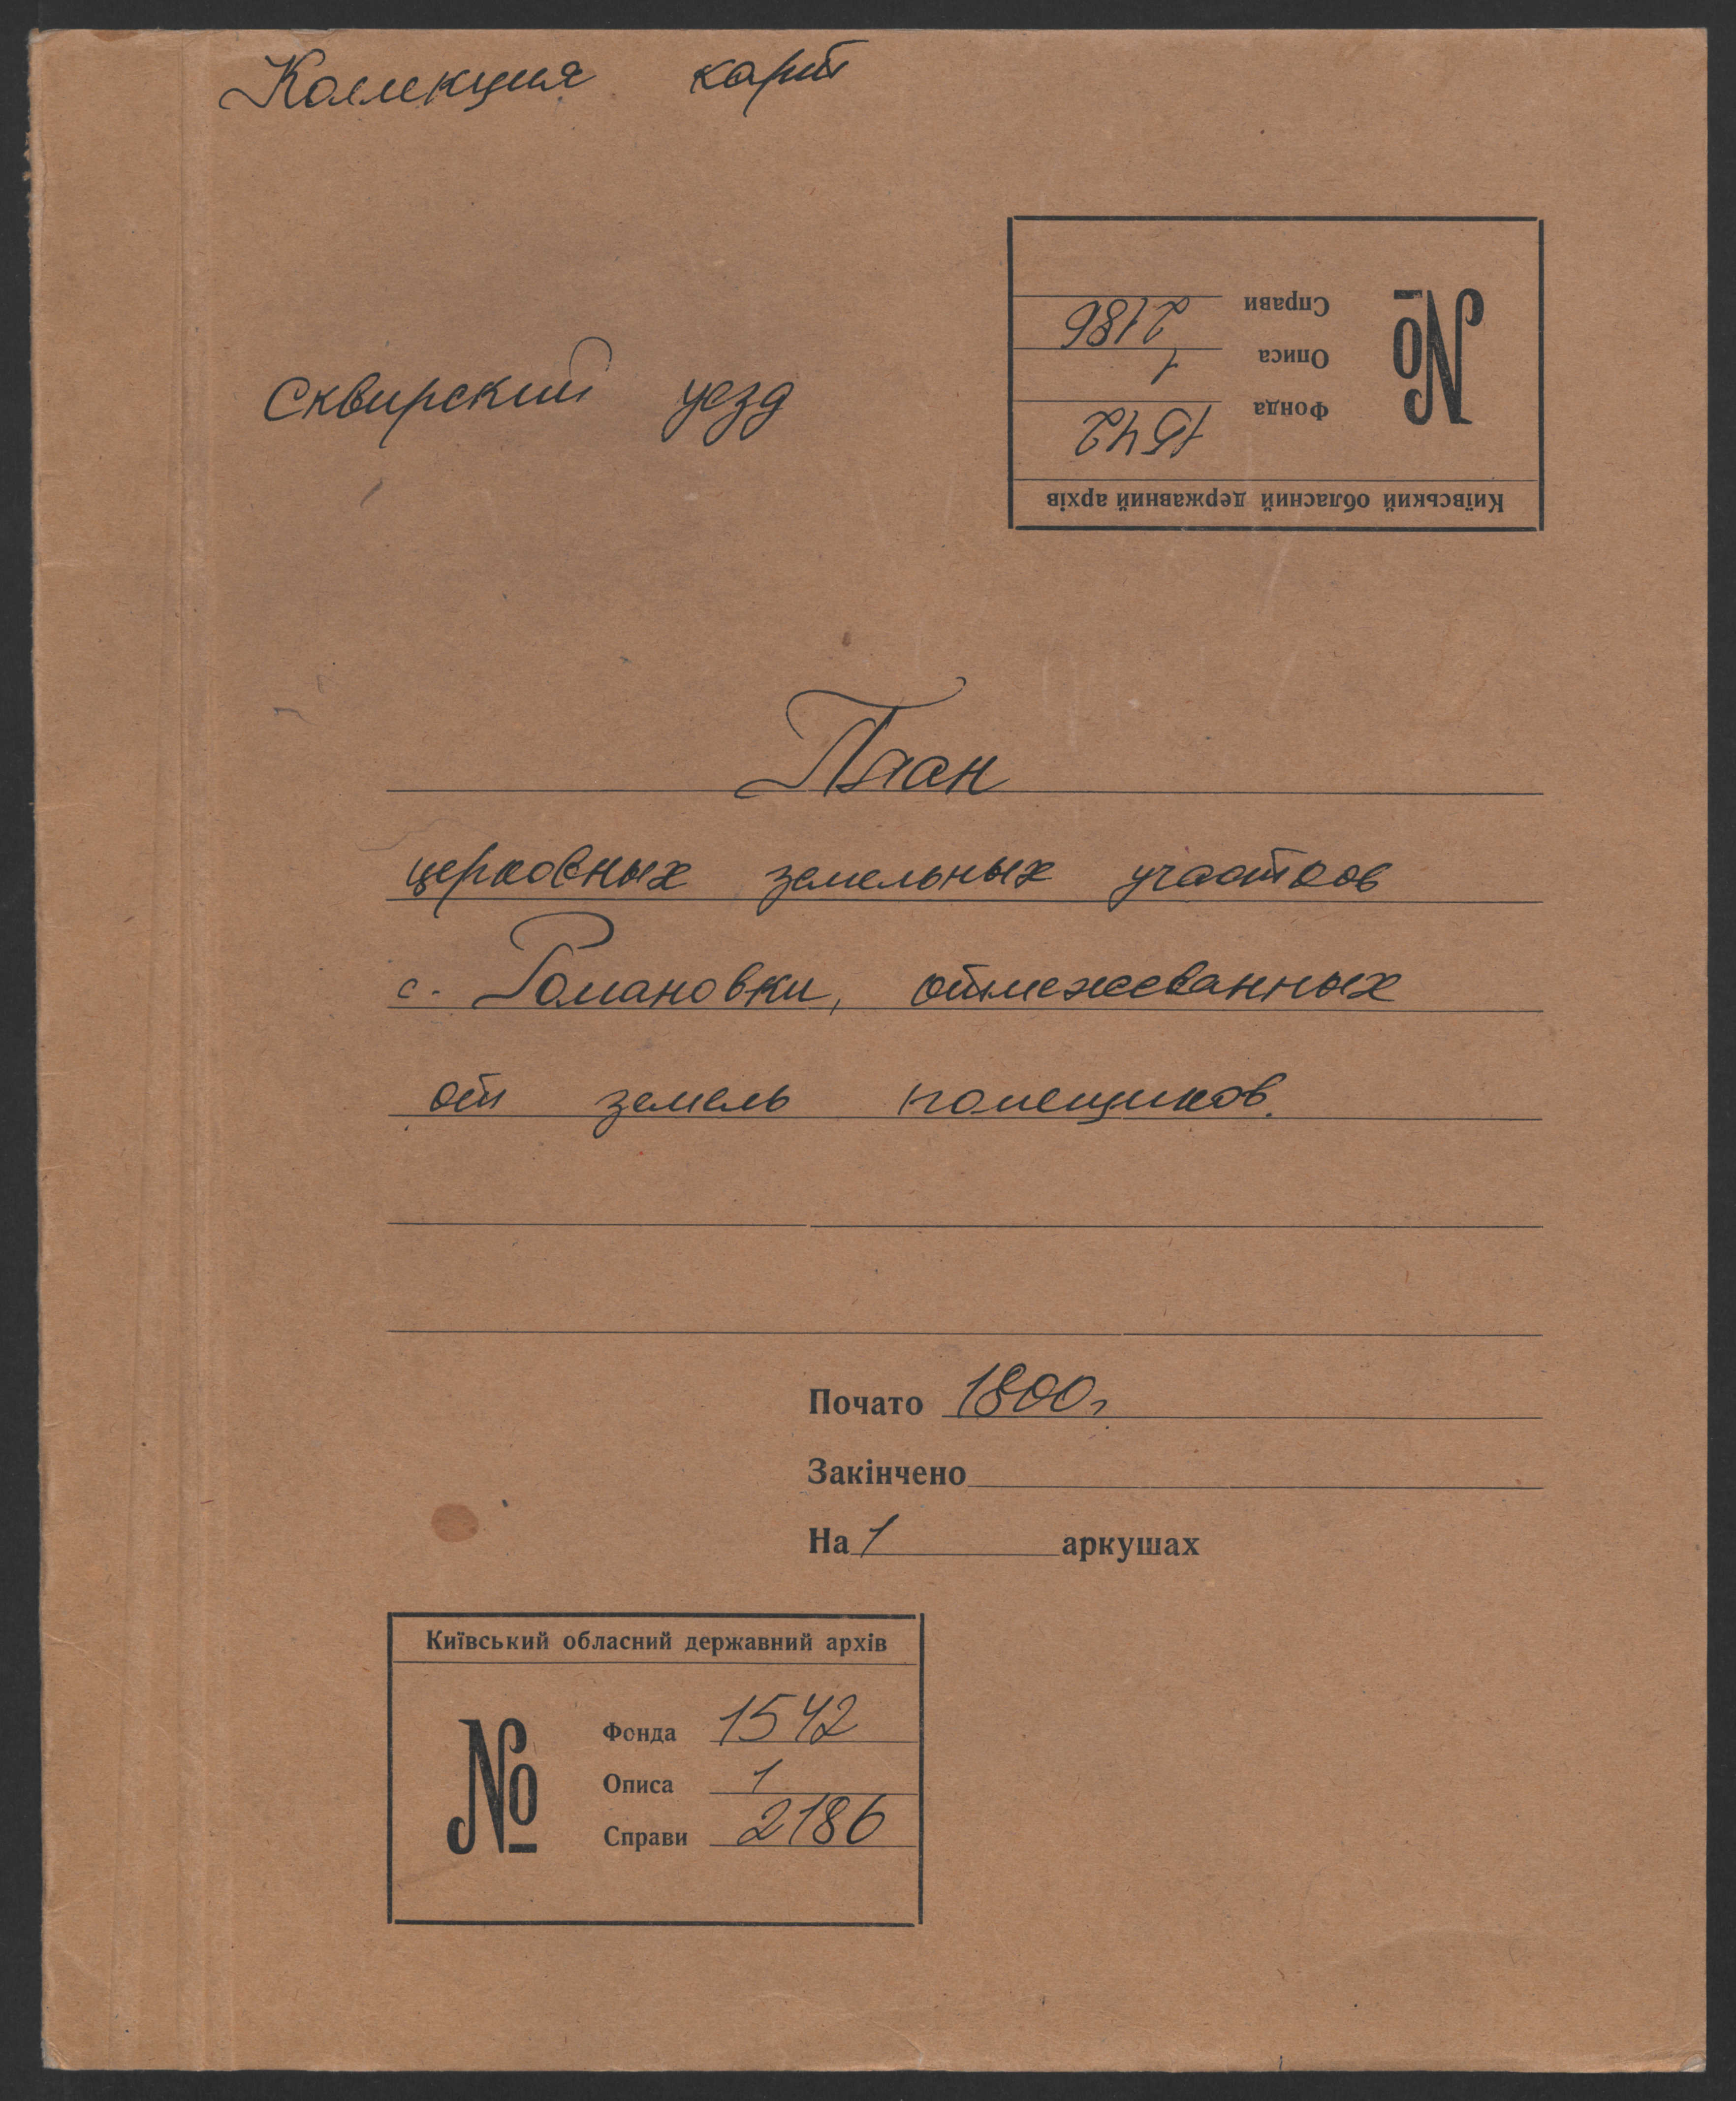 Коллекция карт
Сквирский уезд
Київський обласний державний архів
№
Фонда 1542
Описа 1
Справи 2186
План
церковных земельных участков
с. Романовки, отмежеванных
от земель помещиков.
Почато 1800г
Закінчено
На 1 аркушах
Київський обласний державний архів
№
Фонда 1542
Описа 1
Справи 2186